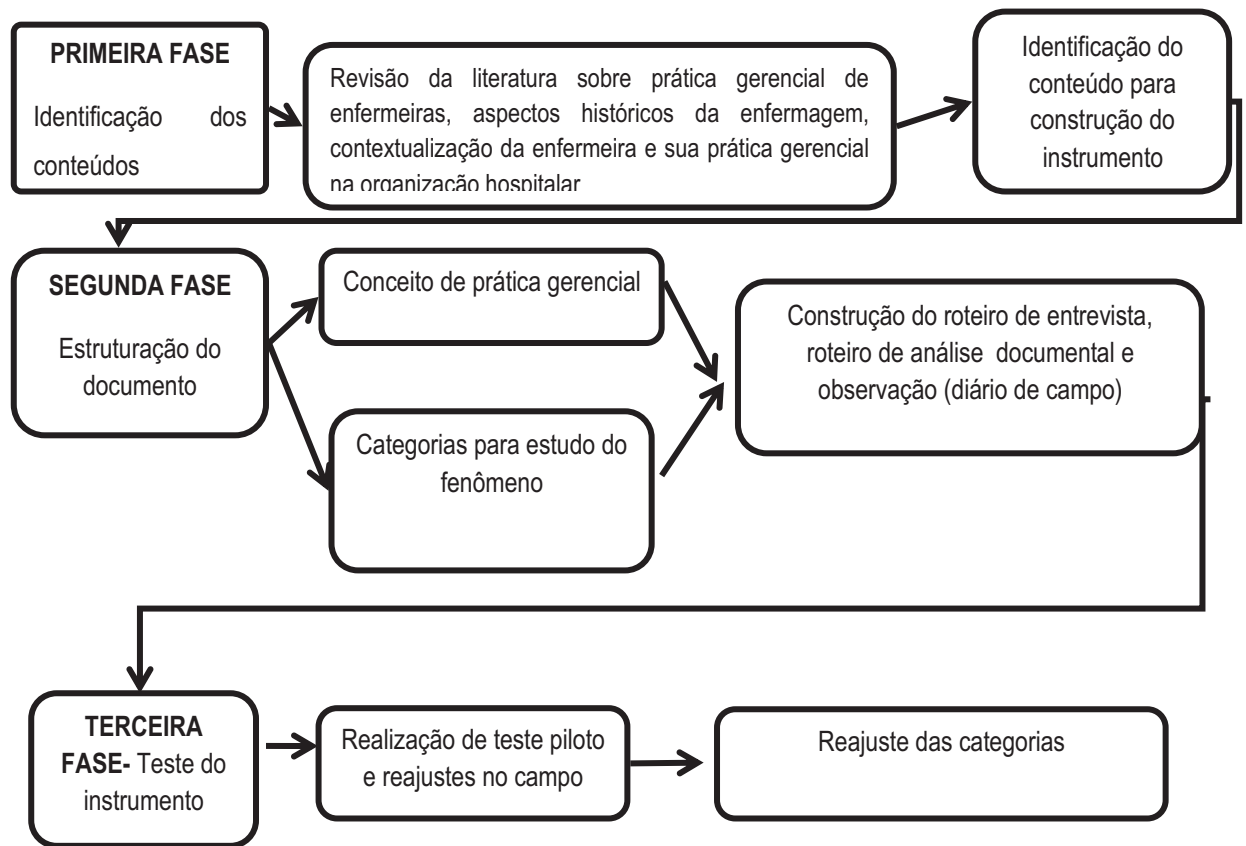 PRIMEIRA FASE
Identificação dos
conteúdos
Revisão da literatura sobre prática gerencial de
enfermeiras, aspectos históricos da enfermagem,
contextualização da enfermeira e sua prática gerencial
na organização hospitalar
Identificação do
conteúdo para
construção do
instrumento
SEGUNDA FASE
Estruturação do
documento
Conceito de prática gerencial
Categorias para estudo do
fenômeno
Construção do roteiro de entrevista,
roteiro de análise documental e
observação (diário de campo)
TERCEIRA
FASE- Teste do
instrumento
Realização de teste piloto
e reajustes no campo
Reajuste das categorias